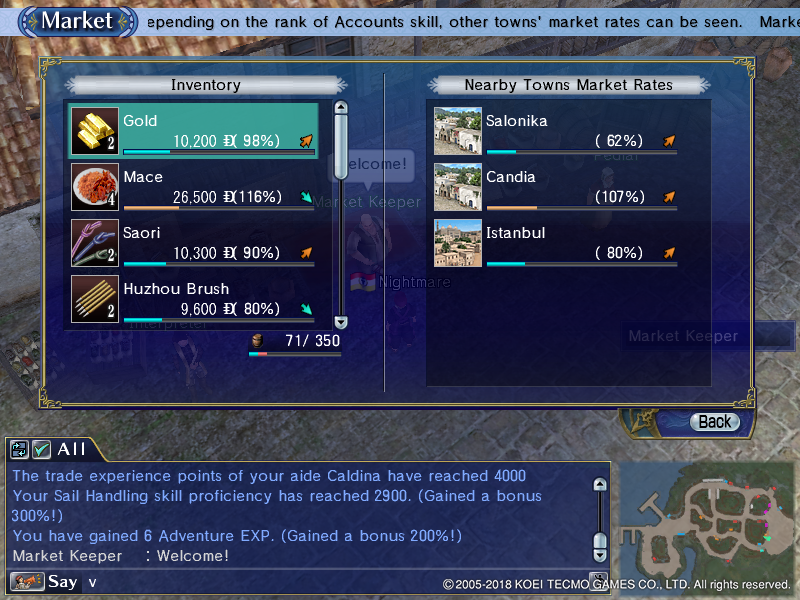 Market
epending on the rank of Accounts skill, other towns' market rates can be seen. Marke
Inventory
Nearby Towns Market Rates
Gold
2
10,200 Đ( 98%)
Mace
4
26,500 Đ(116%)
Saori
2
10,300 Đ( 90%)
Huzhou Brush
2
9,600 Đ( 80%)
71/ 350
Salonika
( 62%)
Candia
(107%)
Istanbul
( 80%)
elcome!
Market Keeper
Nightmare
Interpreter
Pedlar
Market Keeper
Back
All
The trade experience points of your aide Caldina have reached 4000
Your Sail Handling skill proficiency has reached 2900. (Gained a bonus
300%!)
You have gained 6 Adventure EXP. (Gained a bonus 200%!)
Market Keeper : Welcome!
Say v
©2005-2018 KOEI TECMO GAMES CO., LTD. All rights reserved.